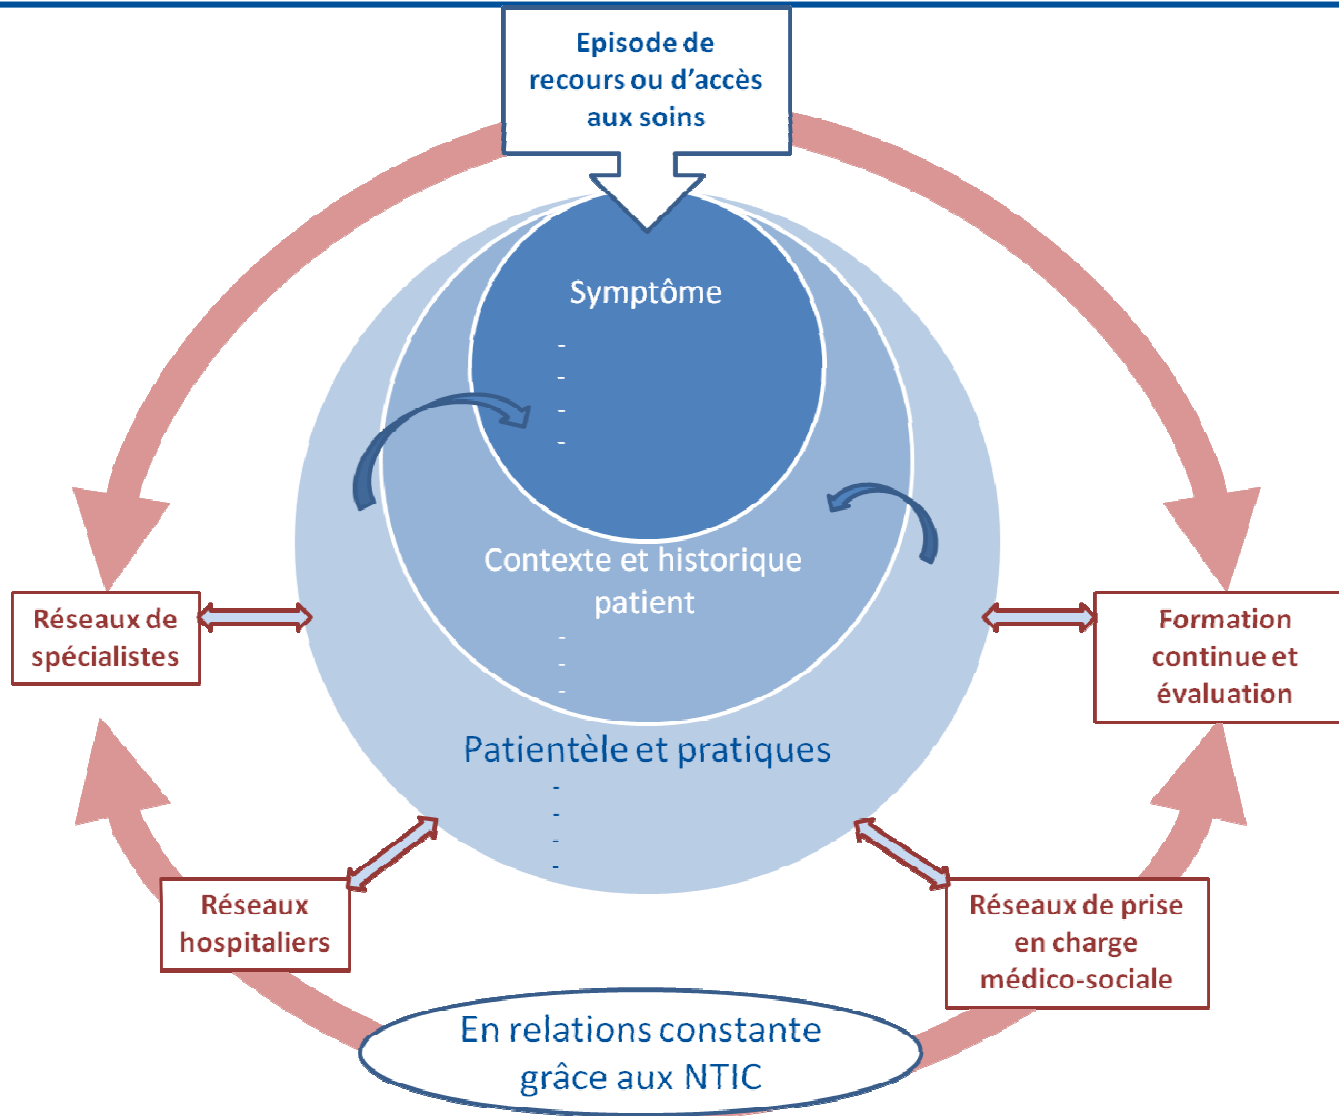 Episode de
recours ou d'accès
aux soins
Symptôme
-
-
-
-
Contexte et historique
patient
-
-
-
Patientèle et pratiques
-
-
-
-
Réseaux de
spécialistes
Formation
continue et
évaluation
Réseaux
hospitaliers
Réseaux de prise
en charge
médico-sociale
En relations constante
grâce aux NTIC